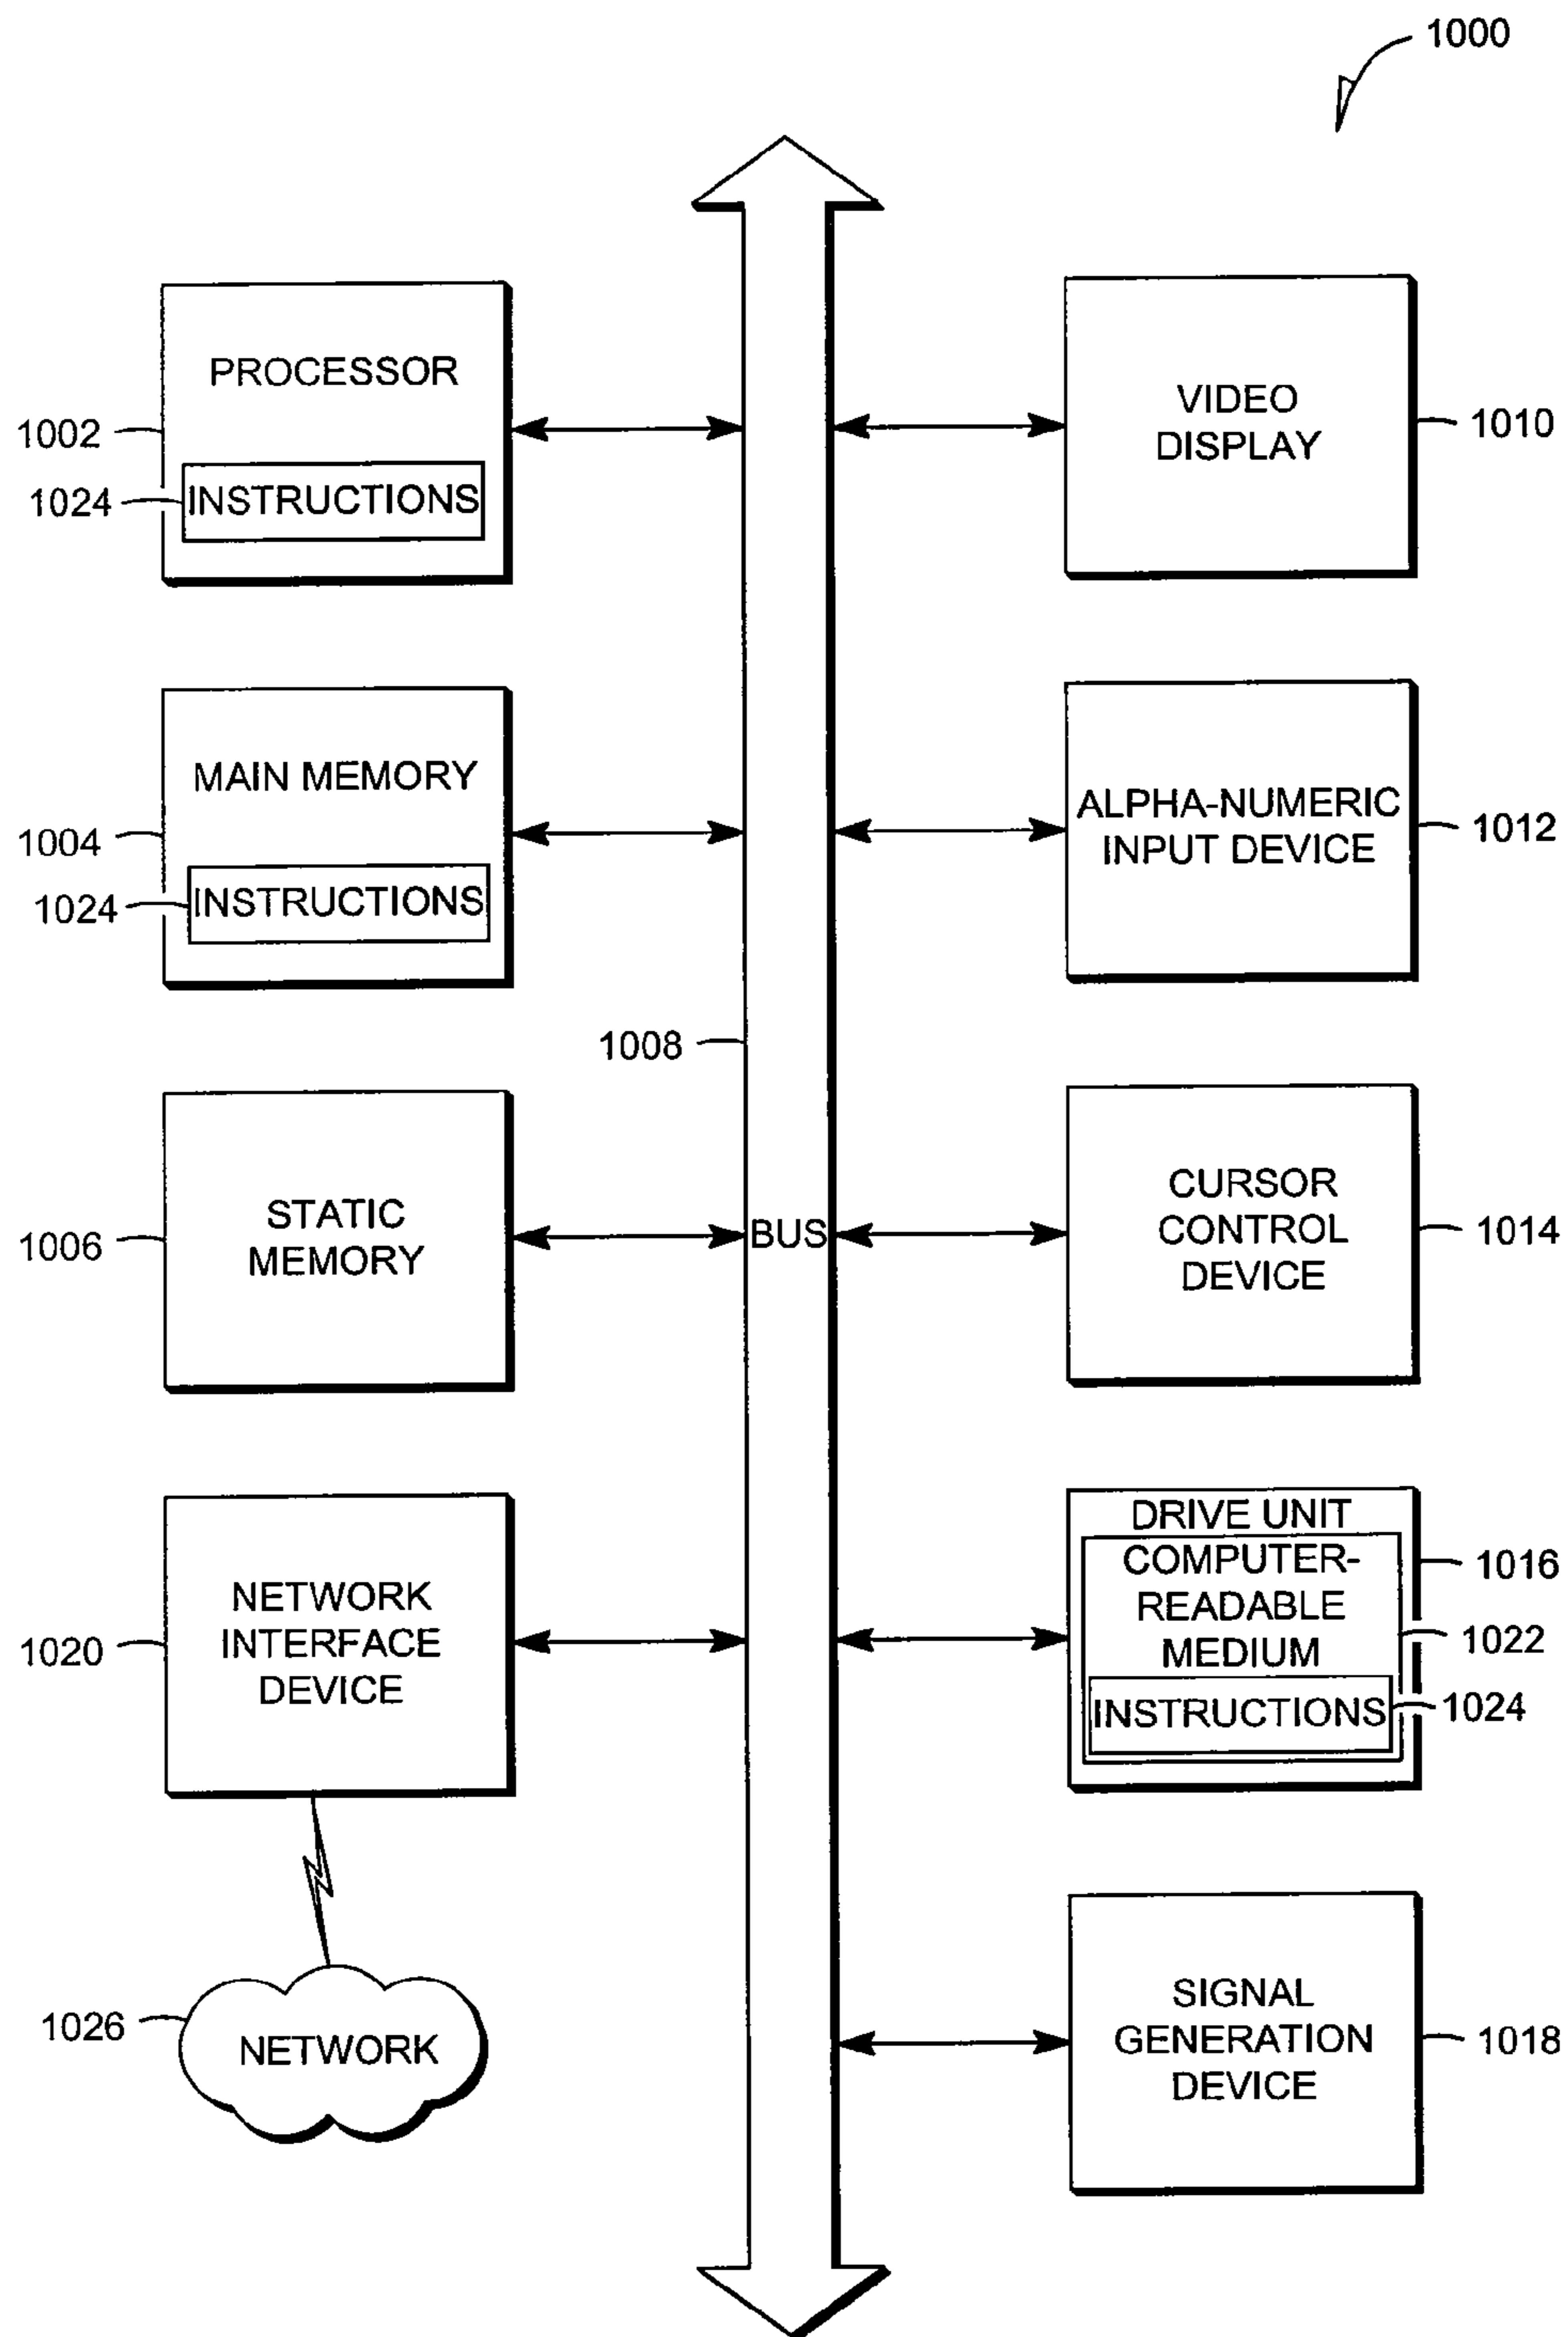 1000
PROCESSOR
1002
1024
INSTRUCTIONS
VIDEO
DISPLAY
1010
MAIN MEMORY
1004
1024
INSTRUCTIONS
ALPHA-NUMERIC
INPUT DEVICE
1012
1008
STATIC
MEMORY
1006
BUS
CURSOR
CONTROL
DEVICE
1014
NETWORK
INTERFACE
DEVICE
1020
DRIVE UNIT
COMPUTER-
READABLE
MEDIUM
INSTRUCTIONS
1016
1022
1024
1026
NETWORK
SIGNAL
GENERATION
DEVICE
1018